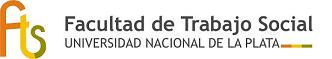 fts
Facultad de Trabajo Social
UNIVERSIDAD NACIONAL DE LA PLATA